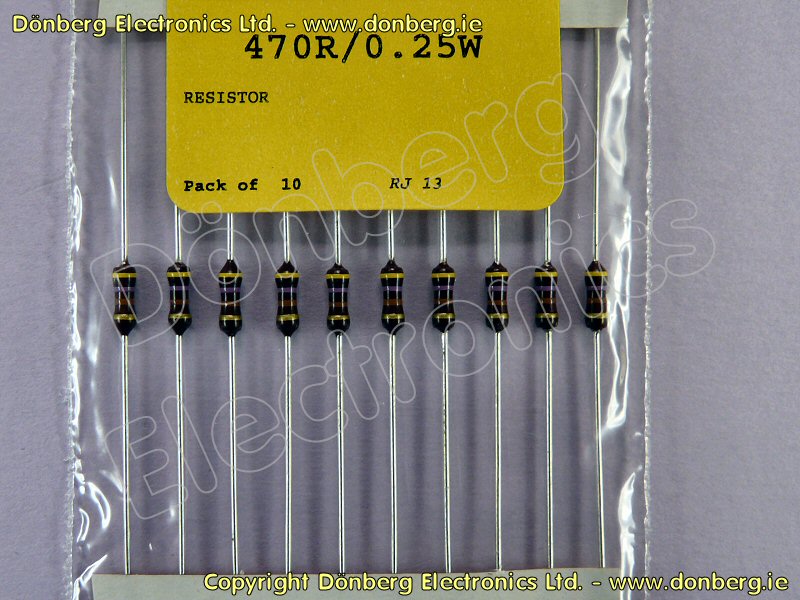 Dönberg Electronics Ltd. - www.donberg.ie
470R/0.25W
RESISTOR
Pack of 10 RJ 13
Dönberg
Electronics
Copyright Dönberg Electronics Ltd. - www.donberg.ie